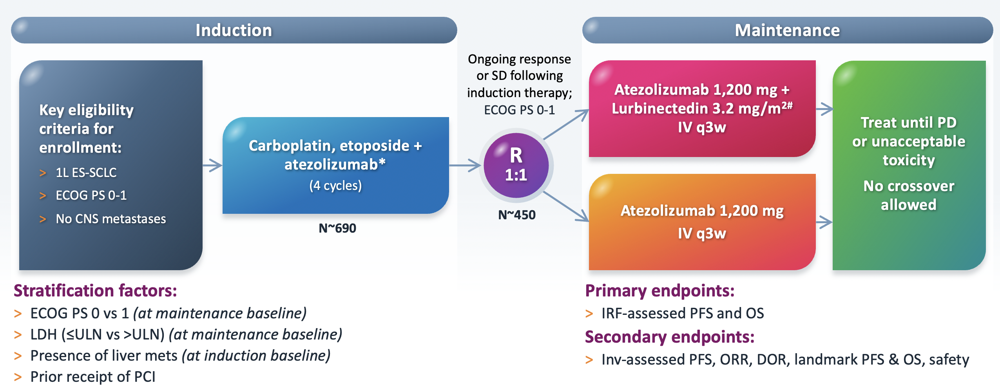 Induction
Maintenance
Key eligibility
criteria for
enrollment:
> 1L ES-SCLC
> ECOG PS 0-1
> No CNS metastases
Carboplatin, etoposide +
atezolizumab*
(4 cycles)
N~690
Ongoing response
or SD following
induction therapy;
ECOG PS 0-1
R
1:1
N~450
Atezolizumab 1,200 mg +
Lurbinectedin 3.2 mg/m²#
IV q3w
Atezolizumab 1,200 mg
IV q3w
Treat until PD
or unacceptable
toxicity
No crossover
allowed
Stratification factors:
> ECOG PS 0 vs 1 (at maintenance baseline)
> LDH (≤ULN vs >ULN) (at maintenance baseline)
> Presence of liver mets (at induction baseline)
> Prior receipt of PCI
Primary endpoints:
> IRF-assessed PFS and OS
Secondary endpoints:
> Inv-assessed PFS, ORR, DOR, landmark PFS & OS, safety